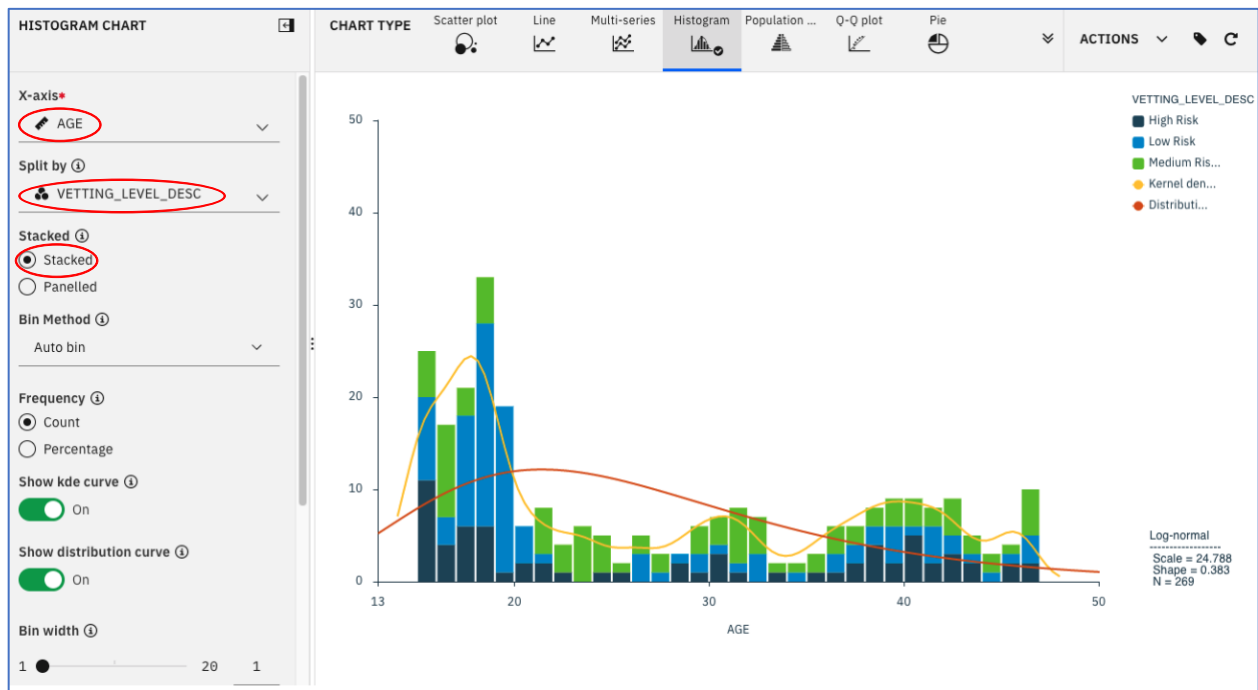 HISTOGRAM CHART
X-axis*
AGE
Split by
VETTING_LEVEL_DESC
Stacked
Stacked
Panelled
Bin Method
Auto bin
Frequency
Count
Percentage
Show kde curve
On
Show distribution curve
On
Bin width
1 20 1
CHART TYPE
Scatter plot
Line
Multi-series
Histogram
Population ...
Q-Q plot
Pie
ACTIONS
50
40
30
20
10
0
13 20 30 40 50
AGE
VETTING_LEVEL_DESC
High Risk
Low Risk
Medium Ris...
Kernel den...
Distributi...
Log-normal
-----------------
Scale = 24.788
Shape = 0.383
N = 269